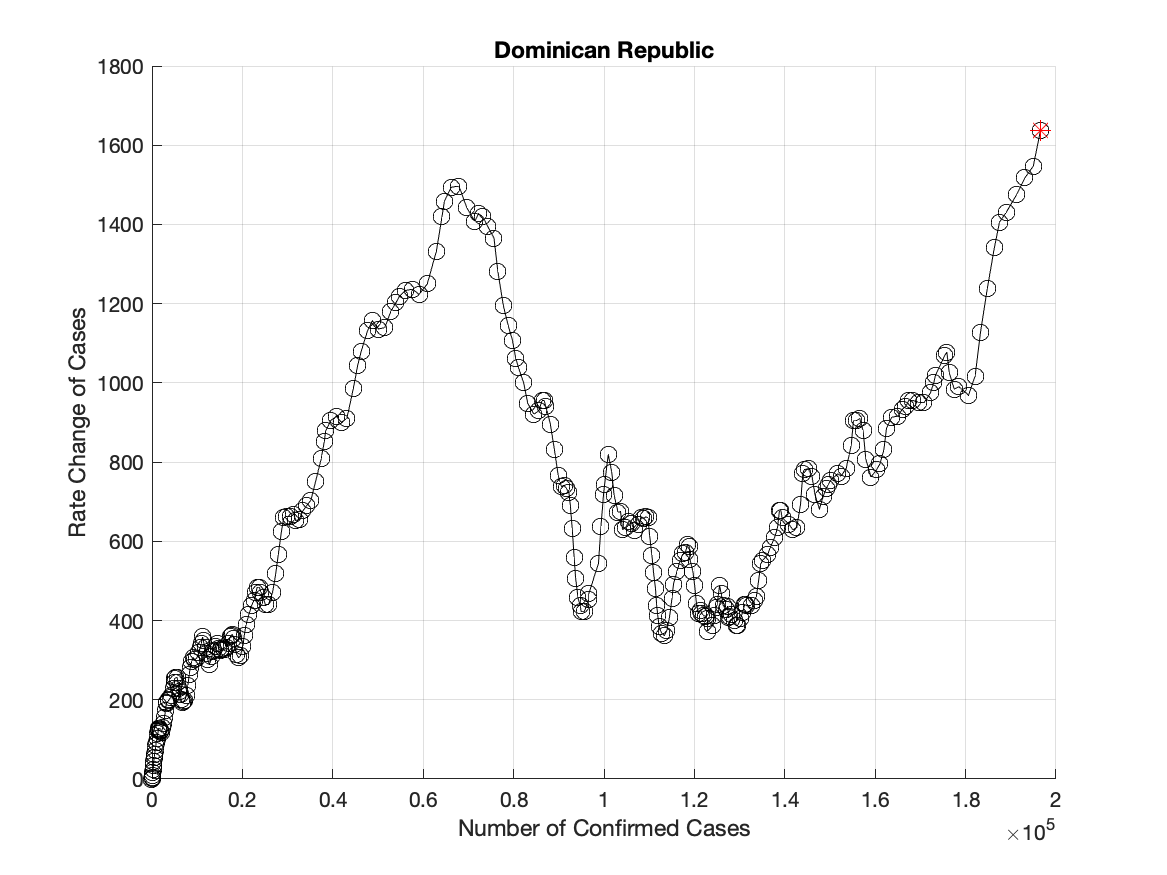 Dominican Republic
1800
1600
1400
1200
1000
800
600
400
200
0
Rate Change of Cases
0 0.2 0.4 0.6 0.8 1 1.2 1.4 1.6 1.8 2
Number of Confirmed Cases
×10⁵